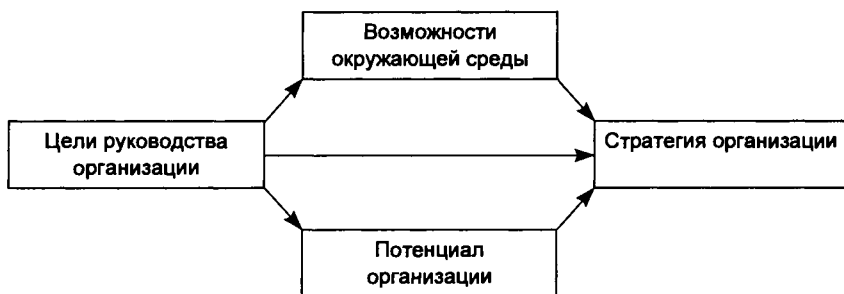 Возможности
окружающей среды
Цели руководства
организации
Стратегия организации
Потенциал
организации